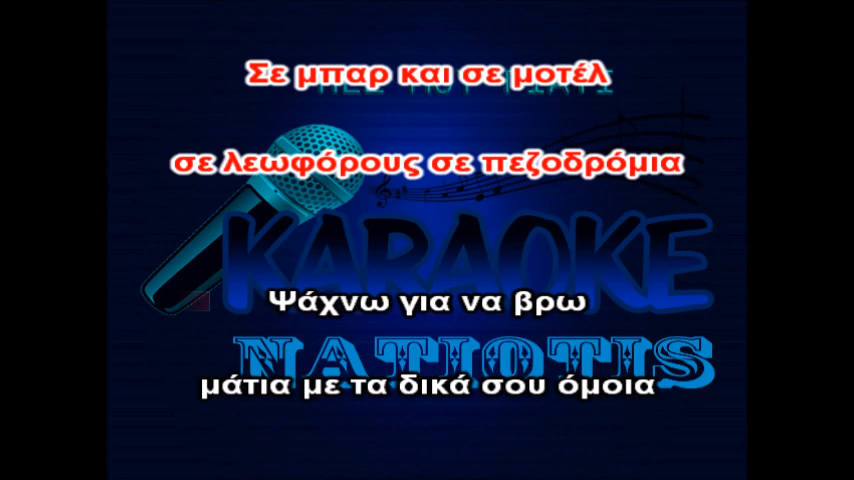 Σε μπαρ και σε μοτέλ
σε λεωφόρους σε πεζοδρόμια
KARAOKE
Ψάχνω για να βρω
NATIOTIS
μάτια με τα δικά σου όμοια